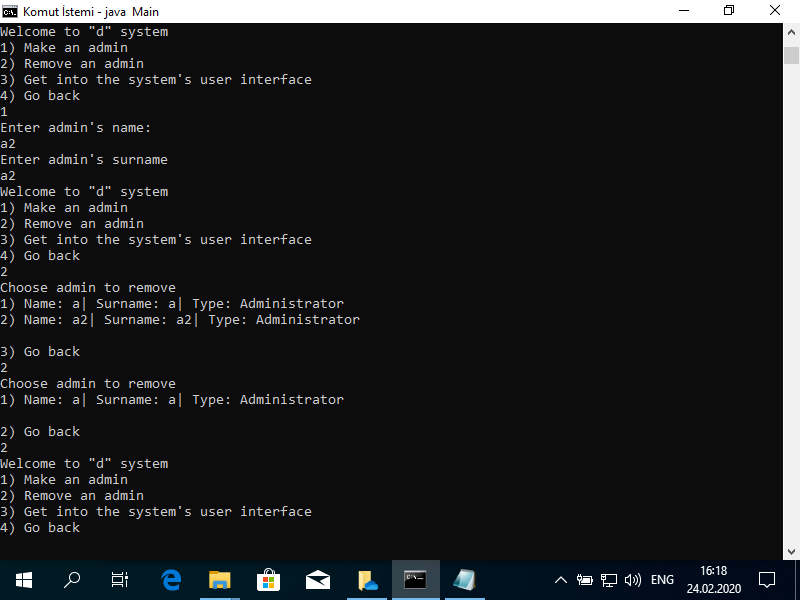 Komut İstemi - java  Main
Welcome to "d" system
1) Make an admin
2) Remove an admin
3) Get into the system's user interface
4) Go back
1
Enter admin's name:
a2
Enter admin's surname
a2
Welcome to "d" system
1) Make an admin
2) Remove an admin
3) Get into the system's user interface
4) Go back
2
Choose admin to remove
1) Name: a| Surname: a| Type: Administrator
2) Name: a2| Surname: a2| Type: Administrator
3) Go back
2
Choose admin to remove
1) Name: a| Surname: a| Type: Administrator
2) Go back
2
Welcome to "d" system
1) Make an admin
2) Remove an admin
3) Get into the system's user interface
4) Go back
ENG
16:18
24.02.2020